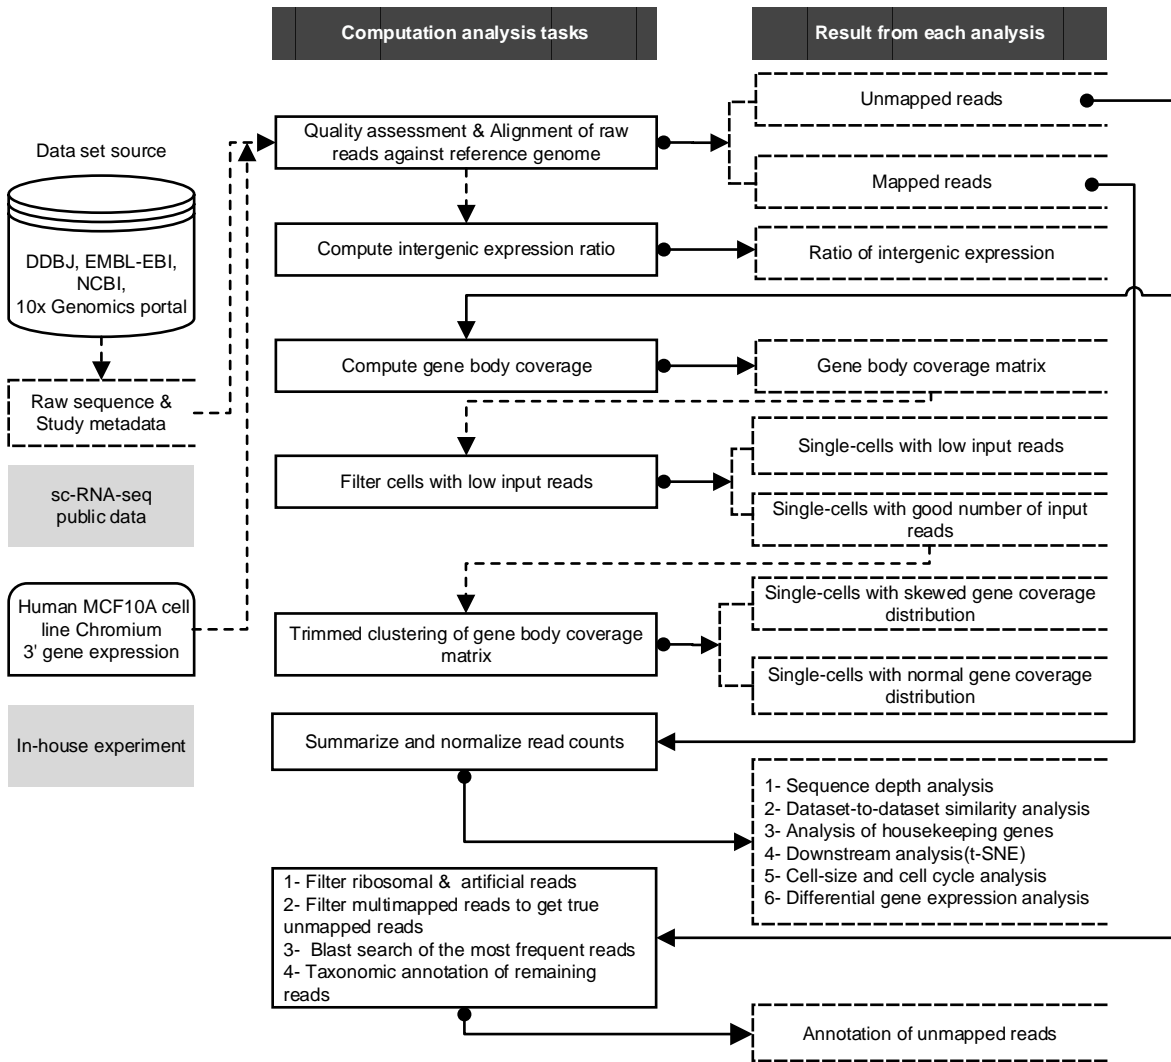 Computation analysis tasks
Result from each analysis
Data set source
DDBJ, EMBL-EBI,
NCBI,
10x Genomics portal
Raw sequence &
Study metadata
sc-RNA-seq
public data
Human MCF10A cell
line Chromium
3' gene expression
In-house experiment
Quality assessment & Alignment of raw
reads against reference genome
Unmapped reads
Mapped reads
Compute intergenic expression ratio
Ratio of intergenic expression
Compute gene body coverage
Gene body coverage matrix
Filter cells with low input reads
Single-cells with low input reads
Single-cells with good number of input
reads
Trimmed clustering of gene body coverage
matrix
Single-cells with skewed gene coverage
distribution
Single-cells with normal gene coverage
distribution
Summarize and normalize read counts
1- Sequence depth analysis
2- Dataset-to-dataset similarity analysis
3- Analysis of housekeeping genes
4- Downstream analysis(t-SNE)
5- Cell-size and cell cycle analysis
6- Differential gene expression analysis
1- Filter ribosomal & artificial reads
2- Filter multimapped reads to get true
unmapped reads
3- Blast search of the most frequent reads
4- Taxonomic annotation of remaining
reads
Annotation of unmapped reads